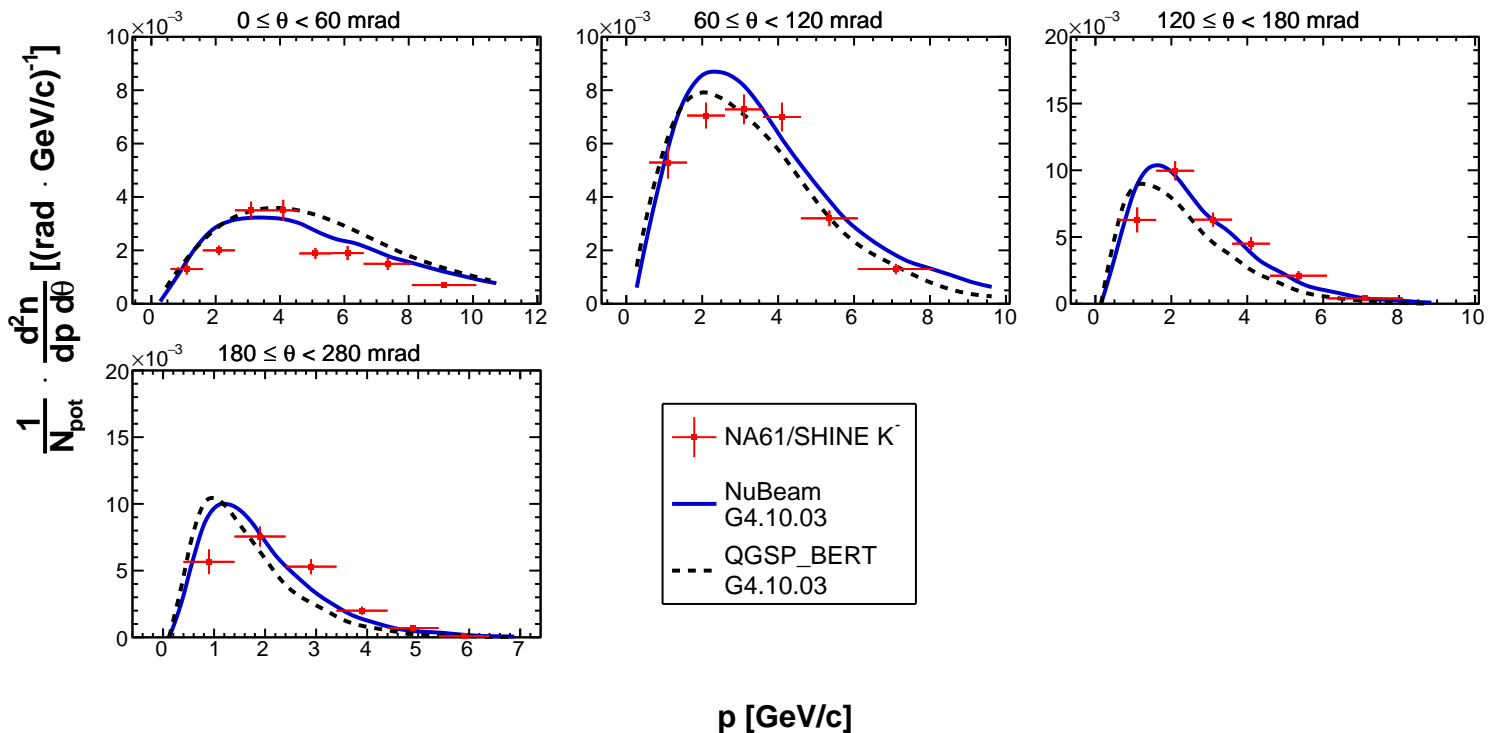 1/N_pot · d²n/dp dθ [(rad · GeV/c)⁻¹]
×10⁻³
0 ≤ θ < 60 mrad
10
8
6
4
2
0
0 2 4 6 8 10 12
×10⁻³
60 ≤ θ < 120 mrad
10
8
6
4
2
0
0 2 4 6 8 10
×10⁻³
120 ≤ θ < 180 mrad
20
15
10
5
0
0 2 4 6 8 10
×10⁻³
180 ≤ θ < 280 mrad
20
15
10
5
0
0 1 2 3 4 5 6 7
NA61/SHINE K⁻
NuBeam
G4.10.03
QGSP_BERT
G4.10.03
p [GeV/c]